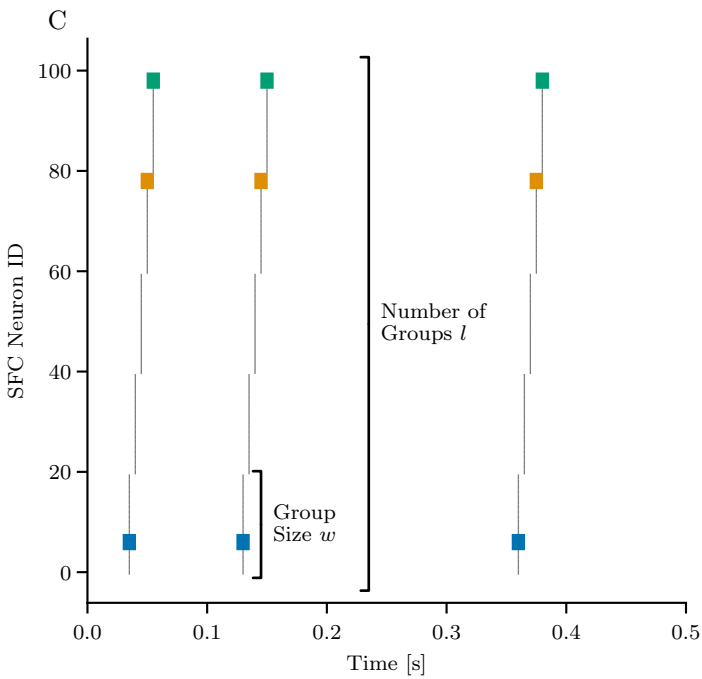 C
100
80
60
40
20
0
SFC Neuron ID
Number of
Groups l
Group
Size w
0.0 0.1 0.2 0.3 0.4 0.5
Time [s]